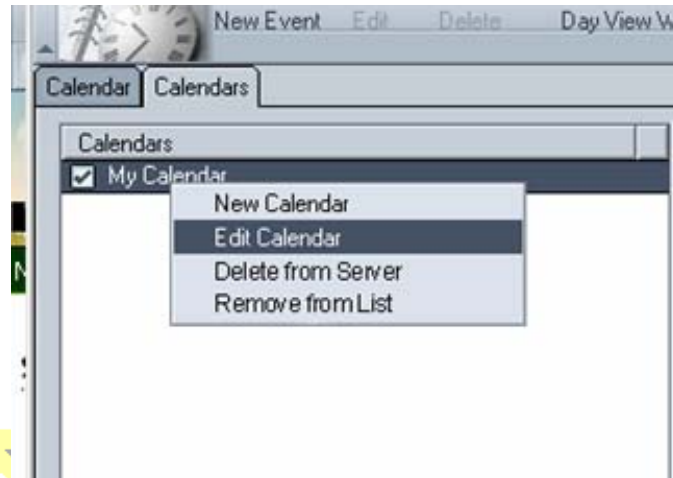 New Event Edit Delete Day View
Calendar Calendars
Calendars
My Calendar
New Calendar
Edit Calendar
Delete from Server
Remove from List